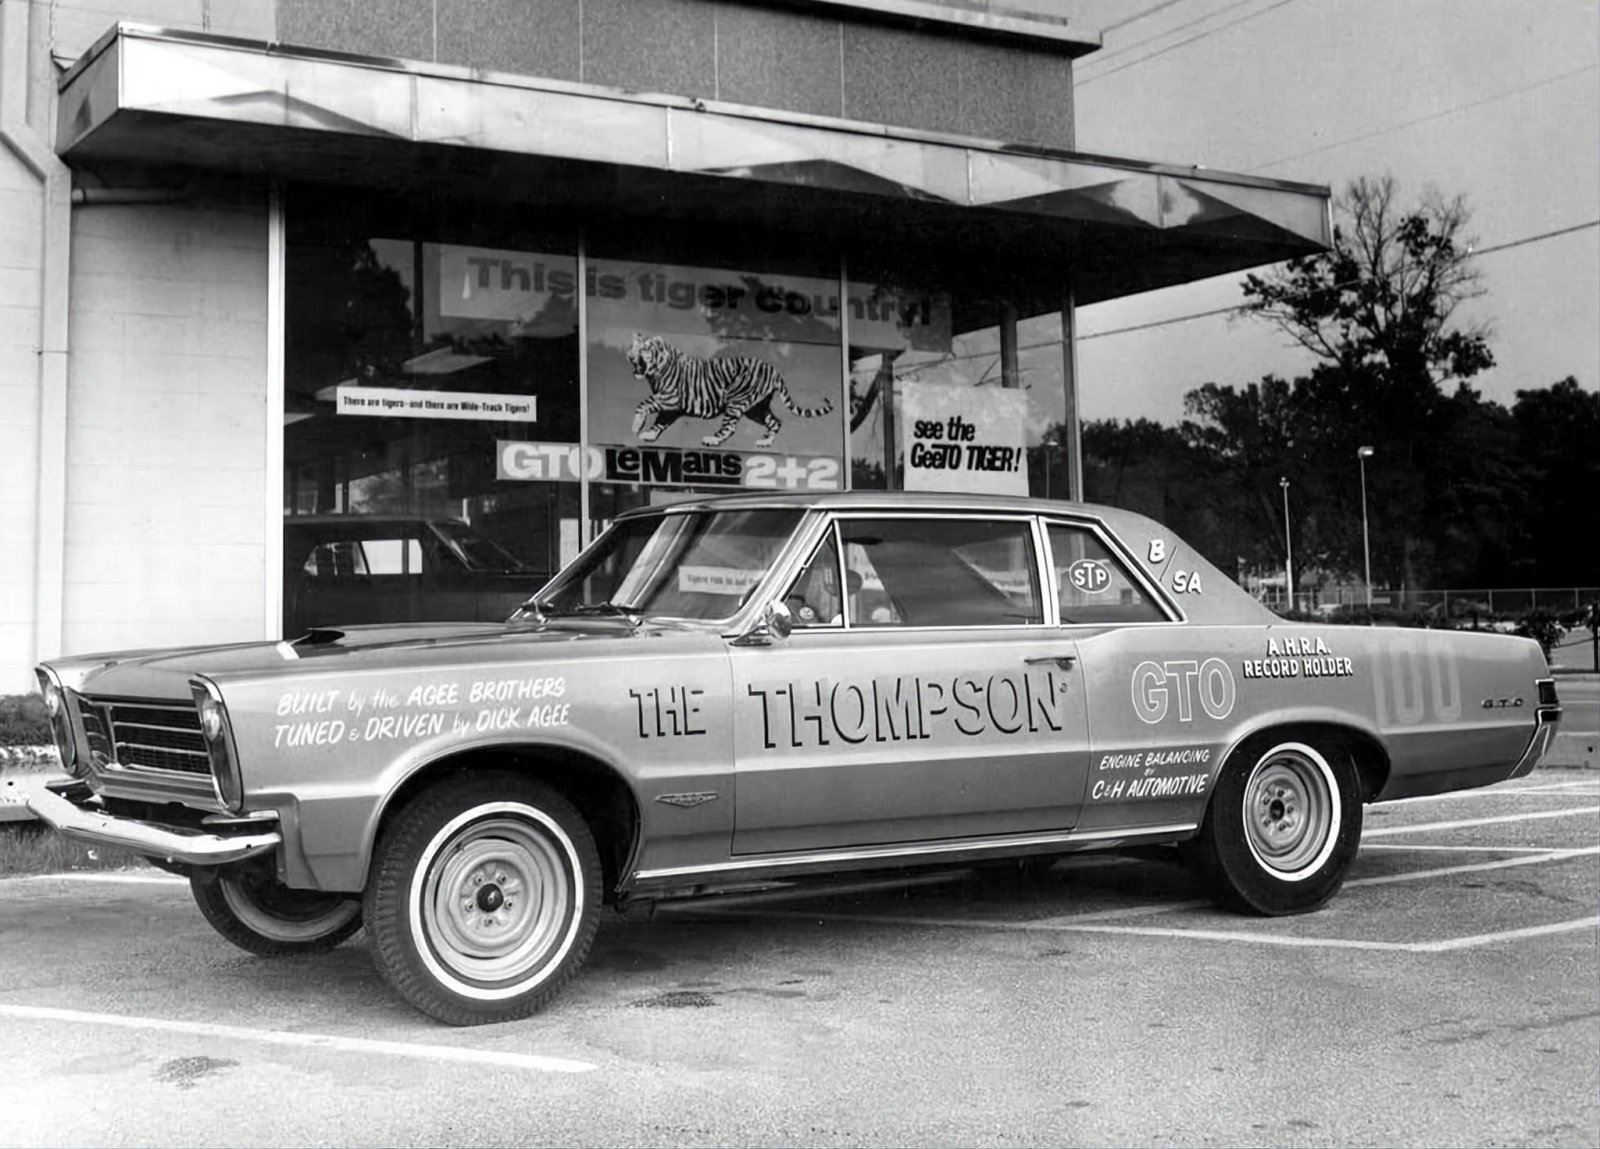 This is tiger country!
There are tigers—and there are Wide-Track Tigers!
GTO LeMans 2+2
see the
GeeTO TIGER!
STP
B/SA
BUILT by the AGEE BROTHERS
TUNED & DRIVEN by DICK AGEE
THE THOMPSON
GTO
A.H.R.A.
RECORD HOLDER
100
GTO
ENGINE BALANCING
BY
C&H AUTOMOTIVE